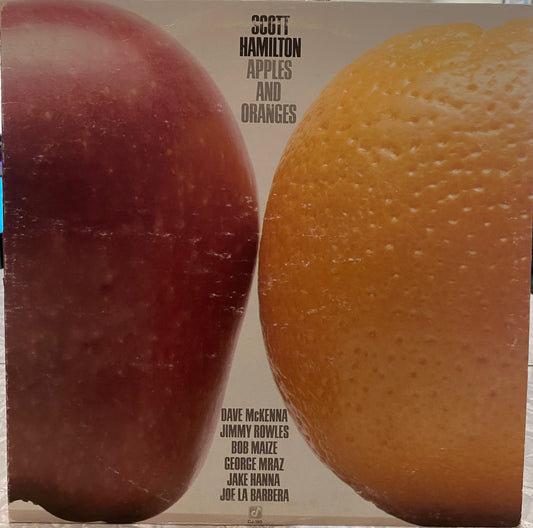 SCOTT
HAMILTON
APPLES
AND
ORANGES
DAVE McKENNA
JIMMY ROWLES
BOB MAIZE
GEORGE MRAZ
JAKE HANNA
JOE LA BARBERA